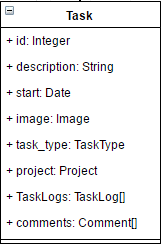 Task
+ id: Integer
+ description: String
+ start: Date
+ image: Image
+ task_type: TaskType
+ project: Project
+ TaskLogs: TaskLog[]
+ comments: Comment[]